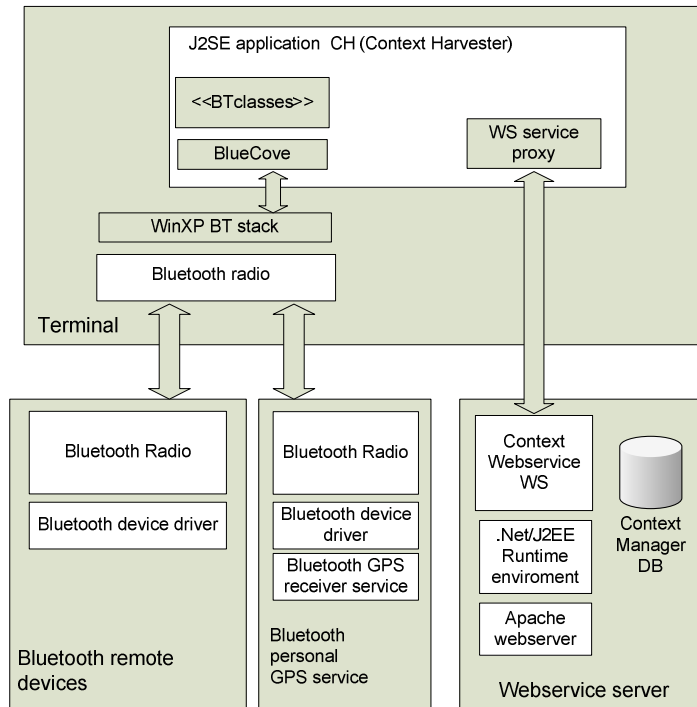 J2SE application CH (Context Harvester)
<<BTclasses>>
BlueCove
WS service
proxy
WinXP BT stack
Bluetooth radio
Terminal
Bluetooth Radio
Bluetooth device driver
Bluetooth remote
devices
Bluetooth Radio
Bluetooth device
driver
Bluetooth GPS
receiver service
Bluetooth
personal
GPS service
Context
Webservice
WS
.Net/J2EE
Runtime
enviroment
Apache
webserver
Context
Manager
DB
Webservice server